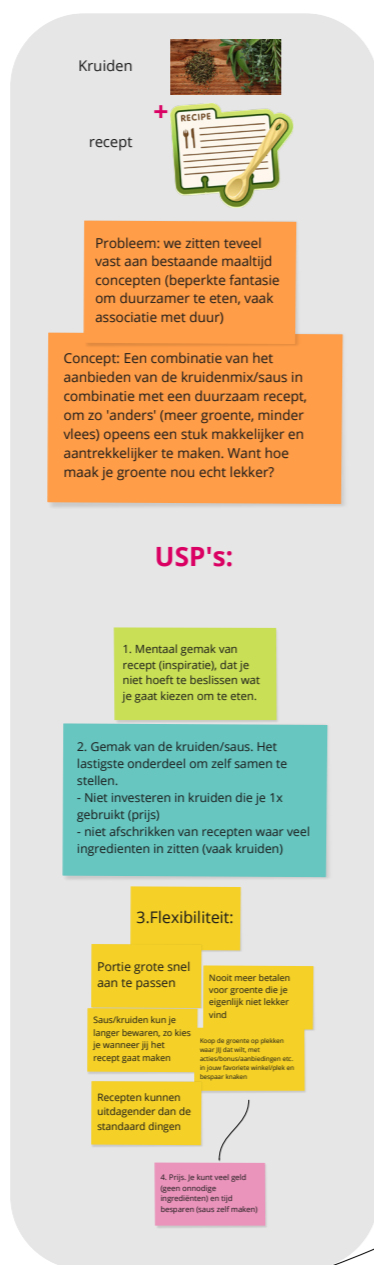 Kruiden
+
RECIPE
recept
Probleem: we zitten teveel
vast aan bestaande maaltijd
concepten (beperkte fantasie
om duurzamer te eten, vaak
associatie met duur)
Concept: Een combinatie van het
aanbieden van de kruidenmix/saus in
combinatie met een duurzaam recept,
om zo 'anders' (meer groente, minder
vlees) opeens een stuk makkelijker en
aantrekkelijker te maken. Want hoe
maak je groente nou echt lekker?
USP's:
1. Mentaal gemak van
recept (inspiratie), dat je
niet hoeft te beslissen wat
je gaat kiezen om te eten.
2. Gemak van de kruiden/saus. Het
lastigste onderdeel om zelf samen te
stellen.
- Niet investeren in kruiden die je 1x
gebruikt (prijs)
- niet afschrikken van recepten waar veel
ingredienten in zitten (vaak kruiden)
3.Flexibiliteit:
Portie grote snel
aan te passen
Nooit meer betalen
voor groente die je
eigenlijk niet lekker
vind
Saus/kruiden kun je
langer bewaren, zo kies
je wanneer jij het
recept gaat maken
Koop de groente op plekken
waar JIJ dat wilt, met
acties/bonus/aanbiedingen etc.
in jouw favoriete winkel/plek en
bespaar knaken
Recepten kunnen
uitdagender dan de
standaard dingen
4. Prijs. Je kunt veel geld
(geen onnodige
ingrediënten) en tijd
besparen (saus zelf maken)